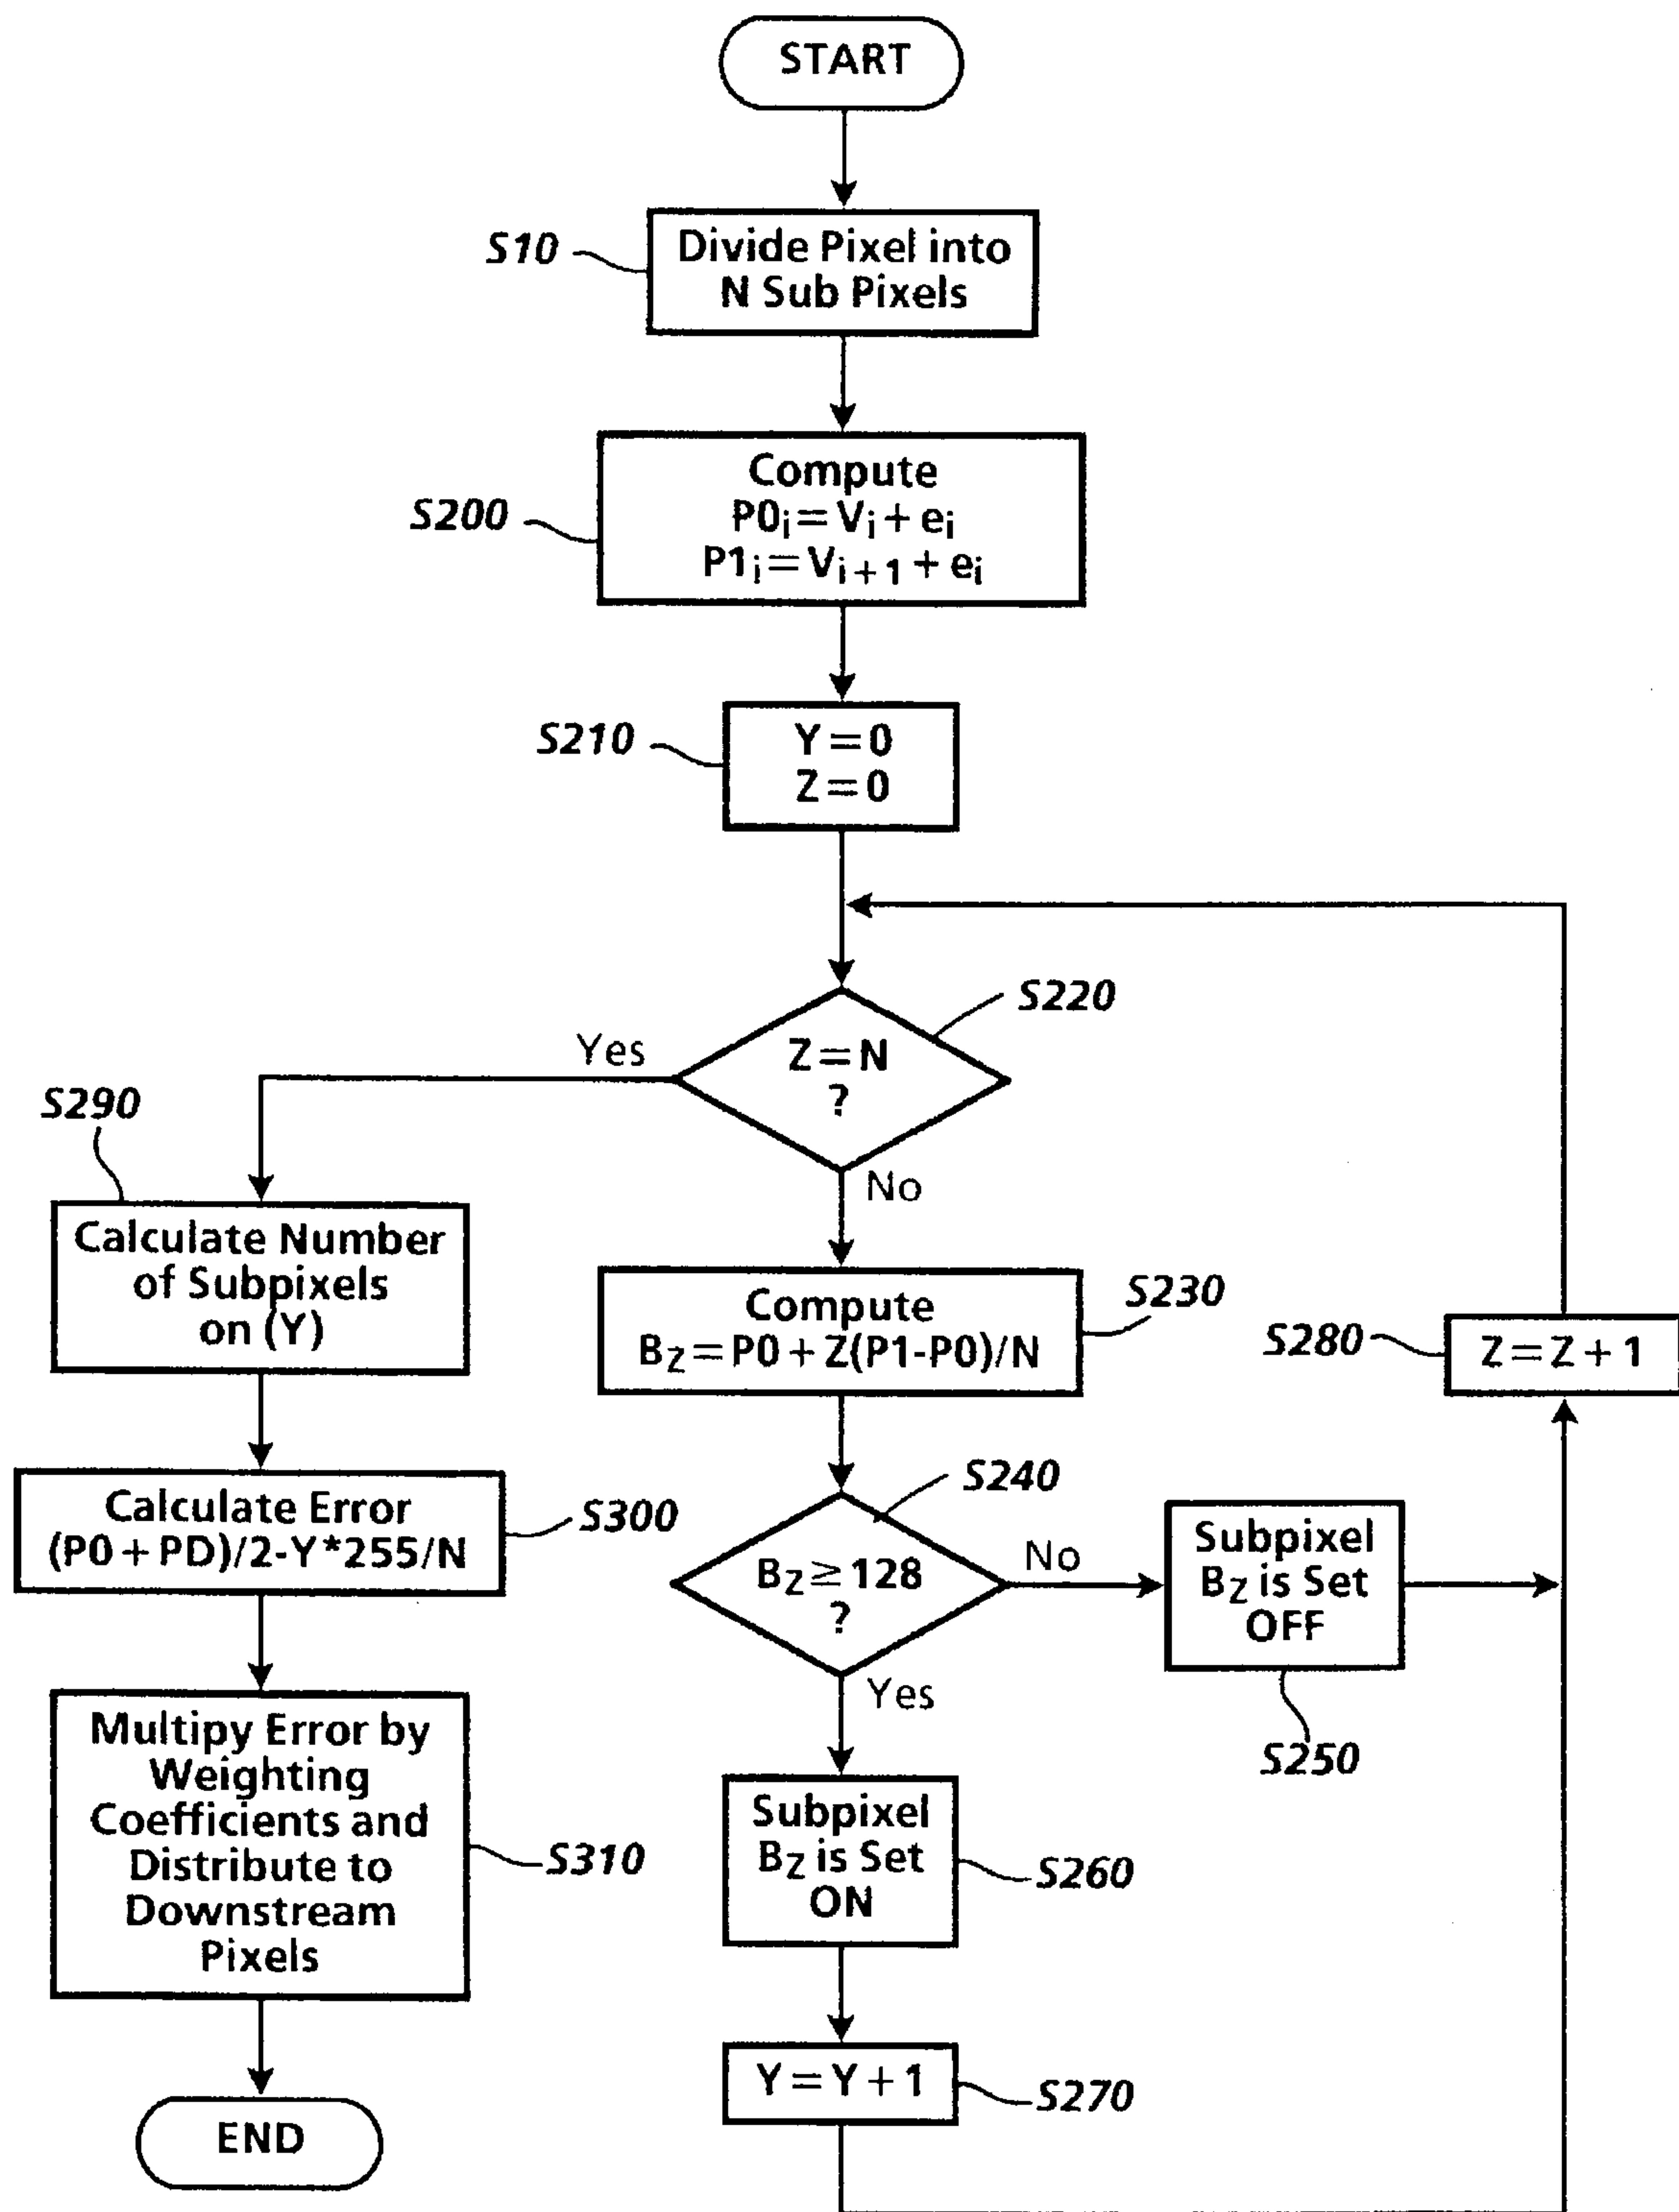 START
S10
Divide Pixel into
N Sub Pixels
S200
Compute
P0i = Vi + ei
P1i = Vi + 1 + ei
S210
Y = 0
Z = 0
S220
Z = N
?
Yes
No
S290
Calculate Number
of Subpixels
on (Y)
S230
Compute
BZ = P0 + Z(P1-P0)/N
S280
Z = Z + 1
S300
Calculate Error
(P0 + PD)/2-Y*255/N
S240
BZ ≥ 128
?
No
Yes
Subpixel
BZ is Set
OFF
S250
Multipy Error by
Weighting
Coefficients and
Distribute to
Downstream
Pixels
S310
Subpixel
BZ is Set
ON
S260
Y = Y + 1
S270
END